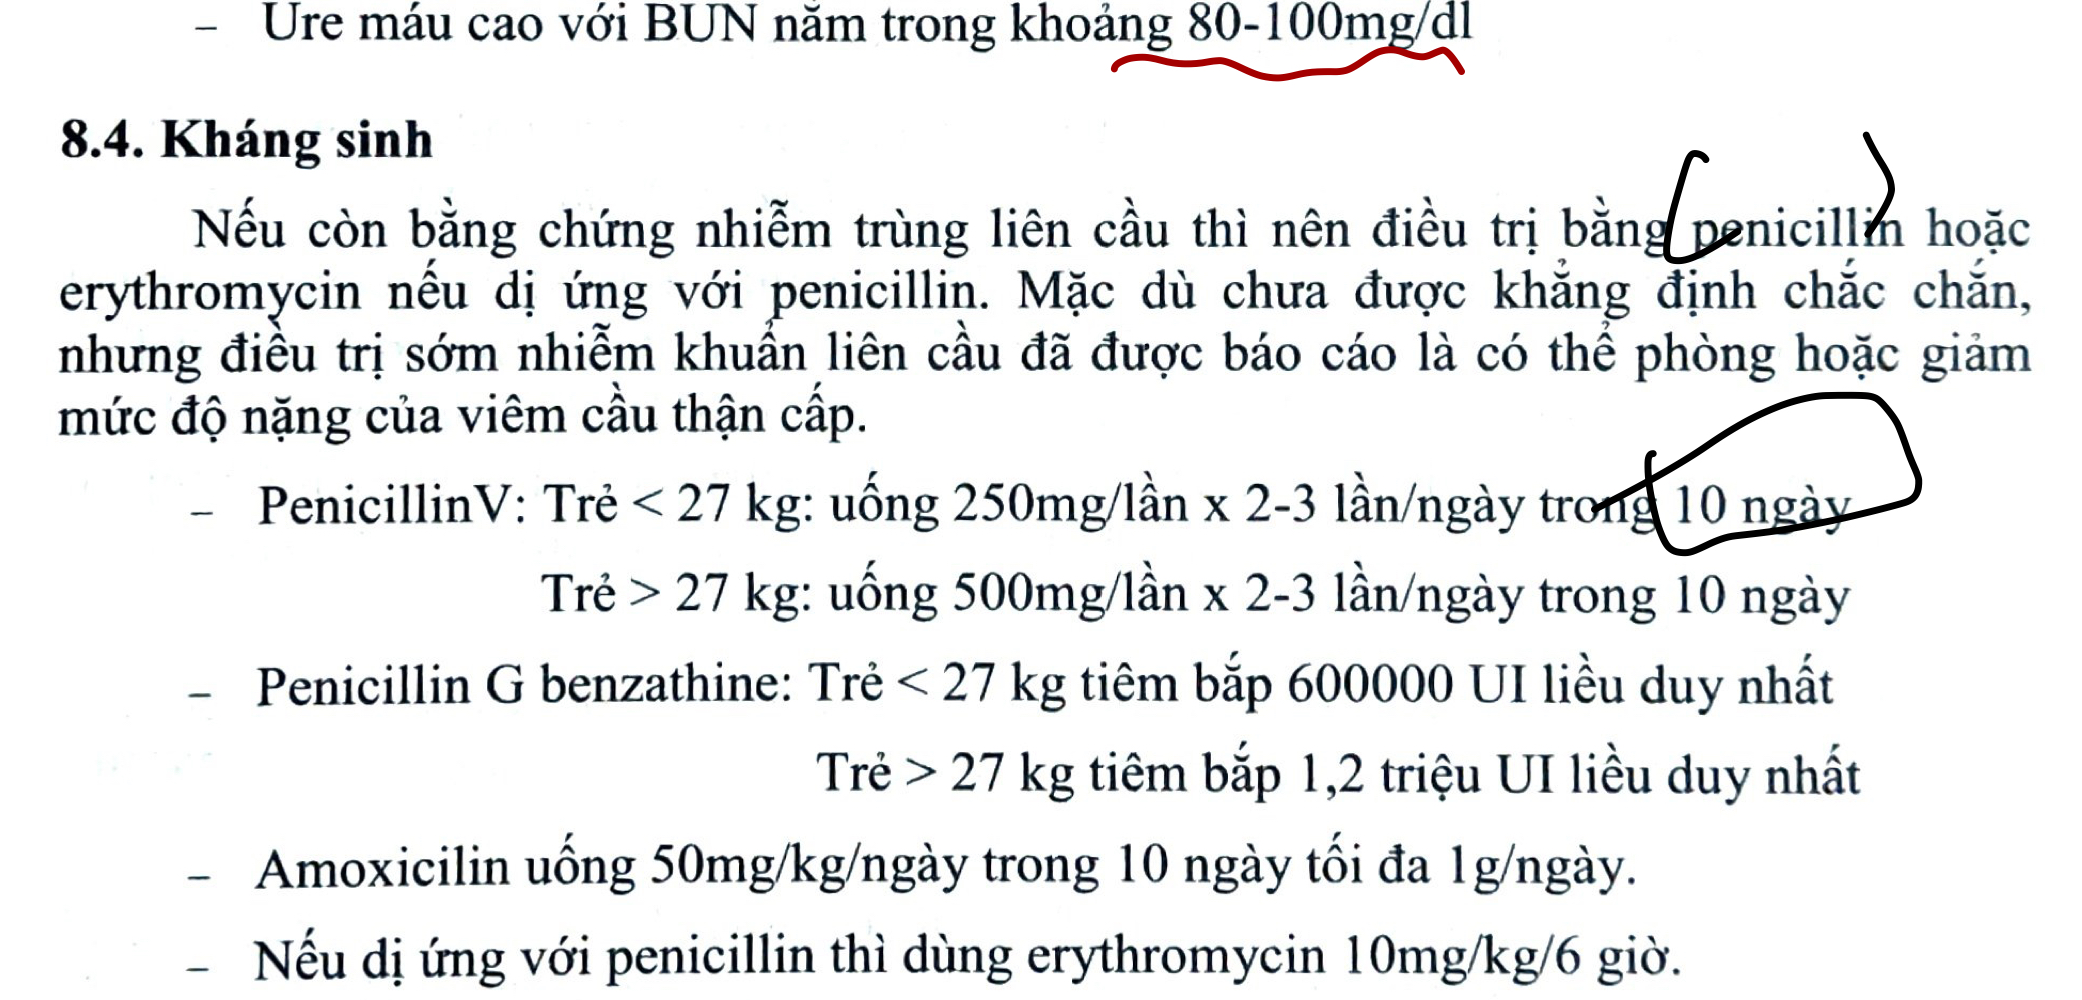 - Ure máu cao với BUN nằm trong khoảng 80-100mg/dl
8.4. Kháng sinh
Nếu còn bằng chứng nhiễm trùng liên cầu thì nên điều trị bằng penicillin hoặc
erythromycin nếu dị ứng với penicillin. Mặc dù chưa được khẳng định chắc chắn,
nhưng điều trị sớm nhiễm khuẩn liên cầu đã được báo cáo là có thể phòng hoặc giảm
mức độ nặng của viêm cầu thận cấp.
- PenicillinV: Trẻ < 27 kg: uống 250mg/lần x 2-3 lần/ngày trong 10 ngày
Trẻ > 27 kg: uống 500mg/lần x 2-3 lần/ngày trong 10 ngày
- Penicillin G benzathine: Trẻ < 27 kg tiêm bắp 600000 UI liều duy nhất
Trẻ > 27 kg tiêm bắp 1,2 triệu UI liều duy nhất
- Amoxicilin uống 50mg/kg/ngày trong 10 ngày tối đa 1g/ngày.
- Nếu dị ứng với penicillin thì dùng erythromycin 10mg/kg/6 giờ.